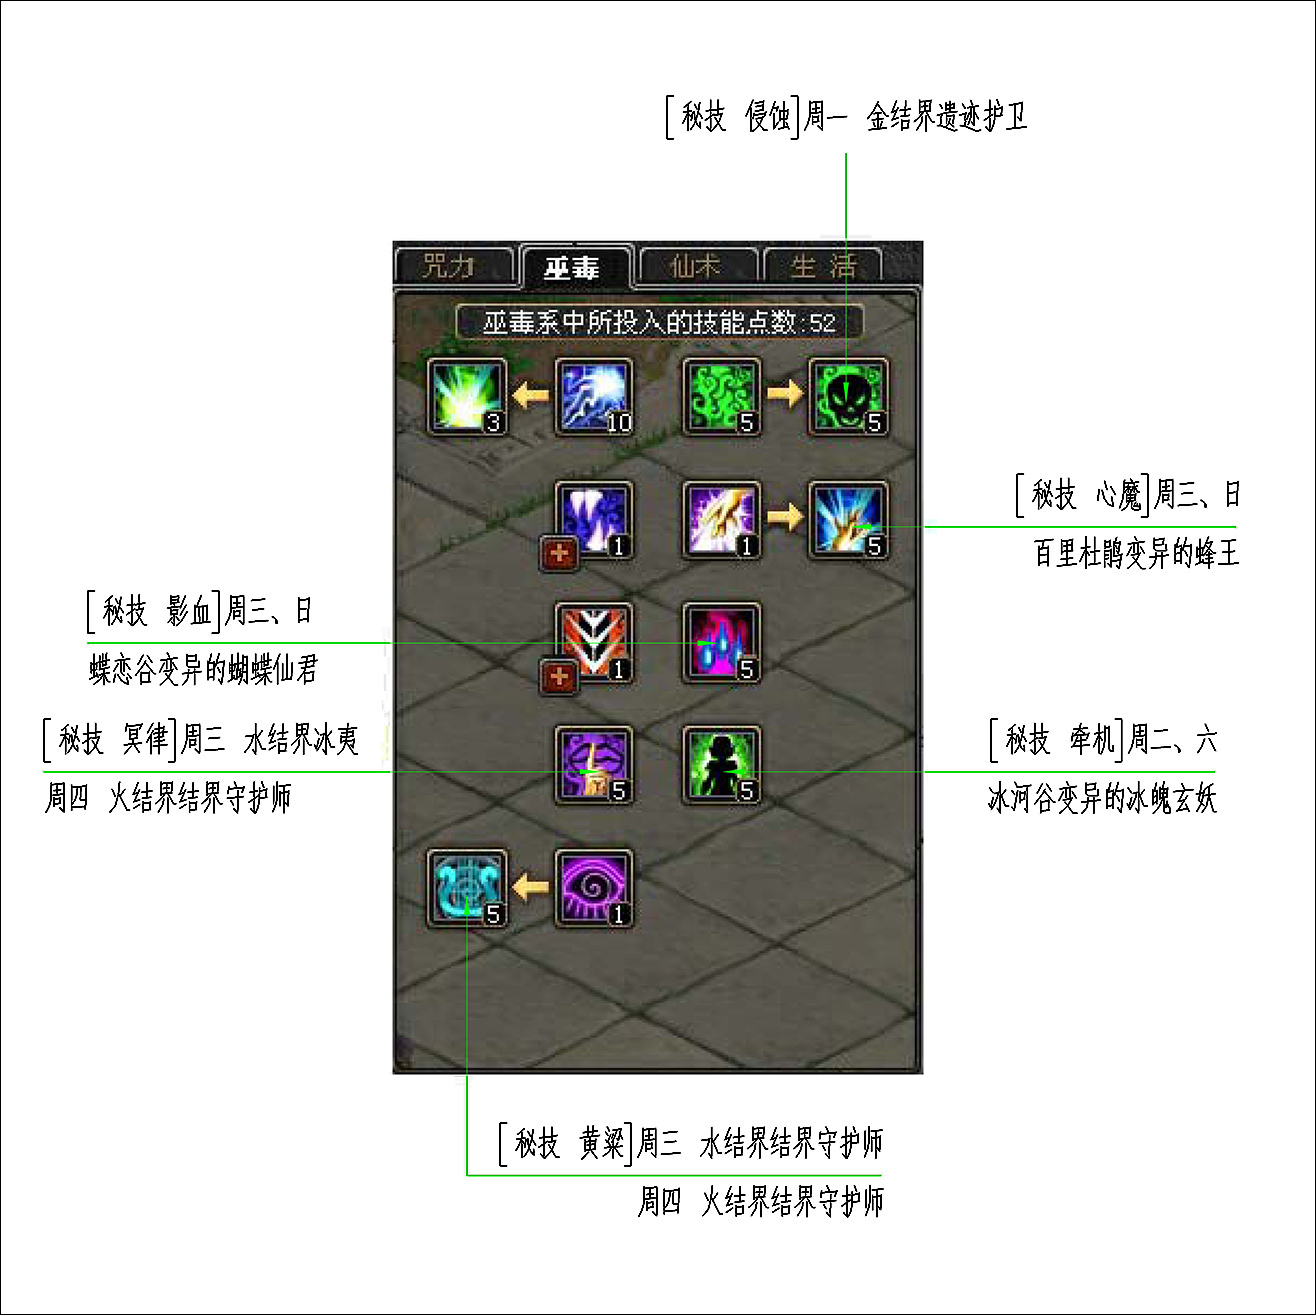 [秘技 侵蚀]周一 金结界遗迹护卫
咒力 巫毒 仙术 生活
巫毒系中所投入的技能点数:52
3 10 5 5
[秘技 心魔]周三、日
百里杜鹃变异的蜂王
1 1 5
[秘技 影血]周三、日
蝶恋谷变异的蝴蝶仙君
1 5
[秘技 冥律]周三 水结界冰夷
周四 火结界结界守护师
5 5
[秘技 牵机]周二、六
冰河谷变异的冰魄玄妖
5 1
[秘技 黄粱]周三 水结界结界守护师
周四 火结界结界守护师